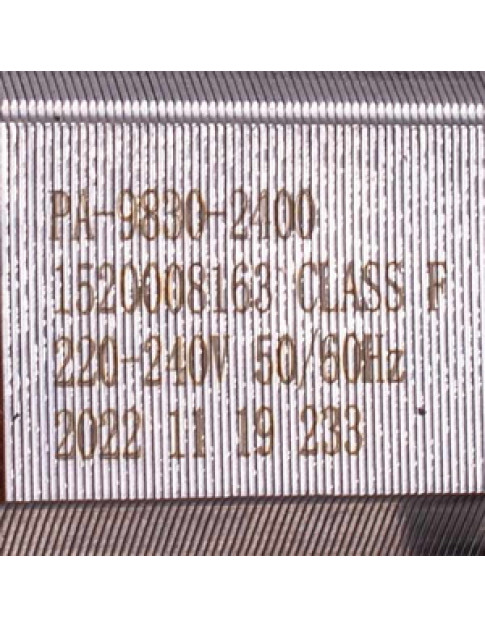 PA-9830-2400
1520008163 CLASS F
220-240V 50/60Hz
2022 11 19 233